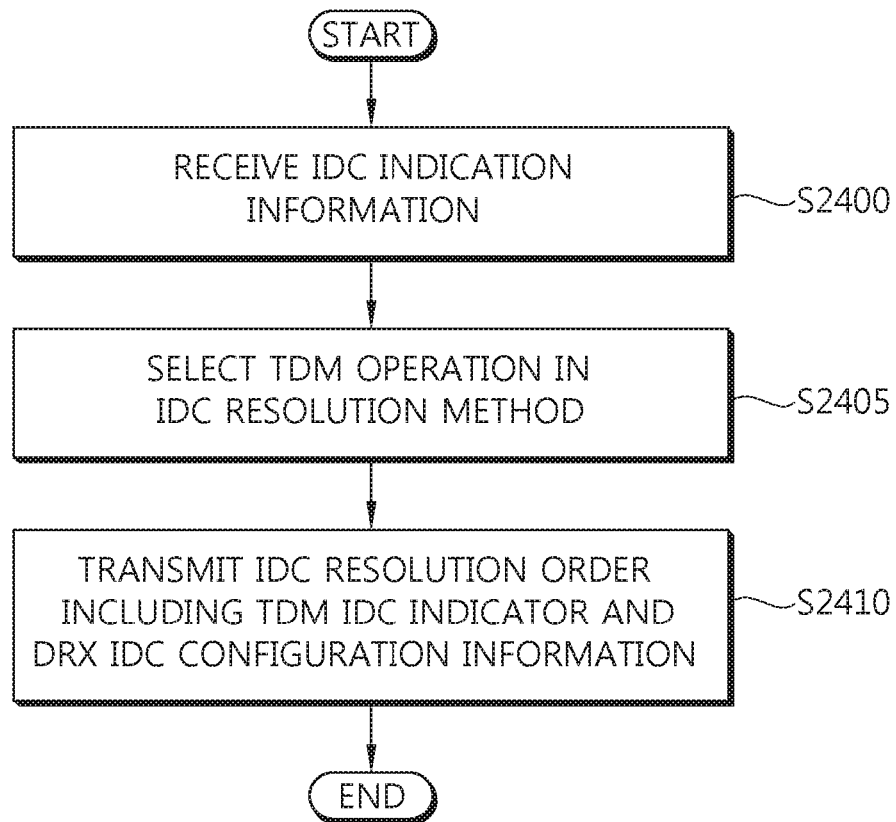 START
RECEIVE IDC INDICATION
INFORMATION
S2400
SELECT TDM OPERATION IN
IDC RESOLUTION METHOD
S2405
TRANSMIT IDC RESOLUTION ORDER
INCLUDING TDM IDC INDICATOR AND
DRX IDC CONFIGURATION INFORMATION
S2410
END